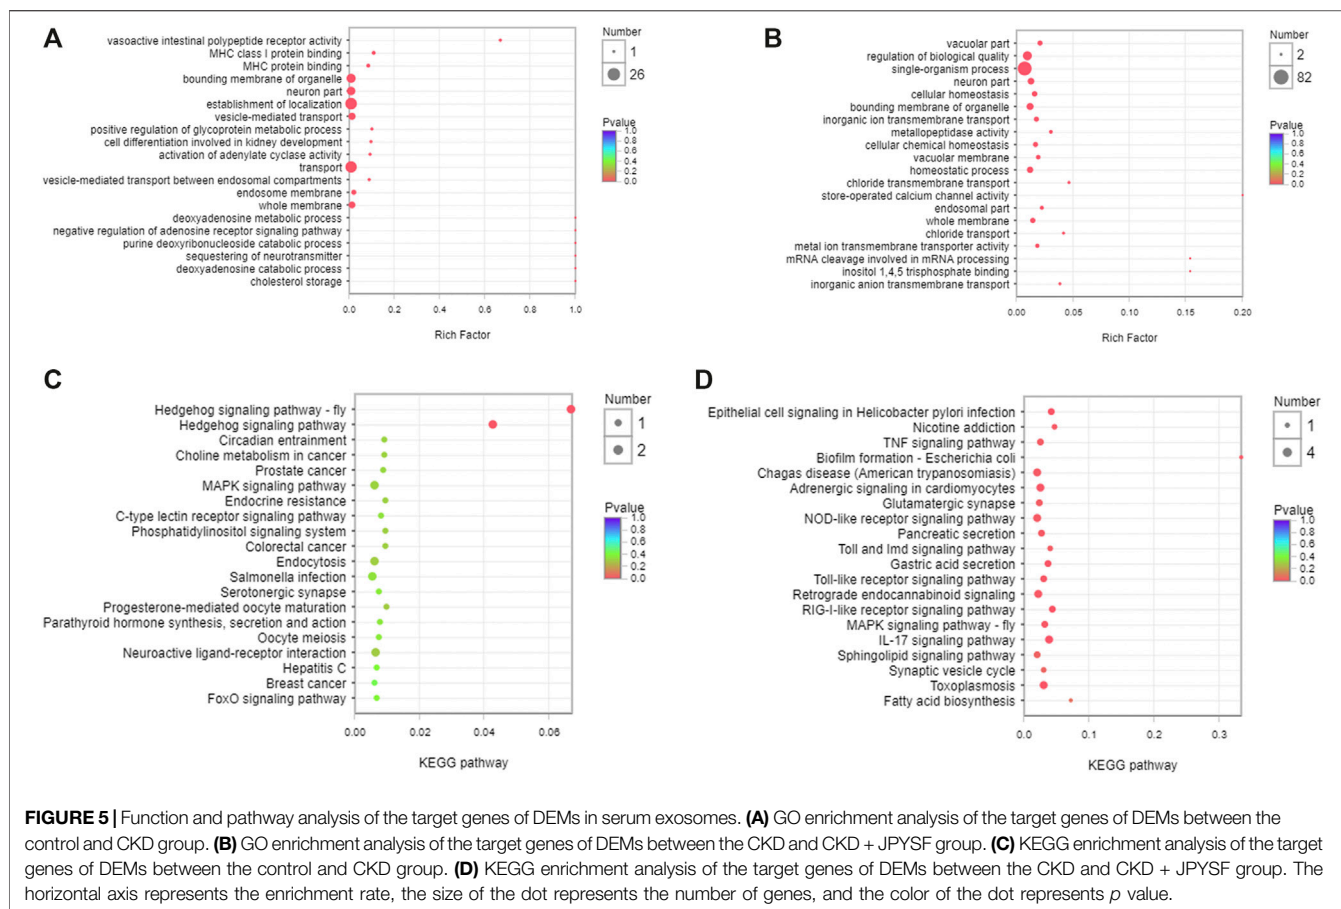 A
vasoactive intestinal polypeptide receptor activity
MHC class I protein binding
MHC protein binding
bounding membrane of organelle
neuron part
establishment of localization
vesicle-mediated transport
positive regulation of glycoprotein metabolic process
cell differentiation involved in kidney development
activation of adenylate cyclase activity
transport
vesicle-mediated transport between endosomal compartments
endosome membrane
whole membrane
deoxyadenosine metabolic process
negative regulation of adenosine receptor signaling pathway
purine deoxyribonucleoside catabolic process
sequestering of neurotransmitter
deoxyadenosine catabolic process
cholesterol storage
0.0 0.2 0.4 0.6 0.8 1.0
Rich Factor
Number
1
26
Pvalue
1.0
0.8
0.6
0.4
0.2
0.0
B
vacuolar part
regulation of biological quality
single-organism process
neuron part
cellular homeostasis
bounding membrane of organelle
inorganic ion transmembrane transport
metallopeptidase activity
cellular chemical homeostasis
vacuolar membrane
homeostatic process
chloride transmembrane transport
store-operated calcium channel activity
endosomal part
whole membrane
chloride transport
metal ion transmembrane transporter activity
mRNA cleavage involved in mRNA processing
inositol 1,4,5 trisphosphate binding
inorganic anion transmembrane transport
0.00 0.05 0.10 0.15 0.20
Rich Factor
Number
2
82
Pvalue
1.0
0.8
0.6
0.4
0.2
0.0
C
Hedgehog signaling pathway - fly
Hedgehog signaling pathway
Circadian entrainment
Choline metabolism in cancer
Prostate cancer
MAPK signaling pathway
Endocrine resistance
C-type lectin receptor signaling pathway
Phosphatidylinositol signaling system
Colorectal cancer
Endocytosis
Salmonella infection
Serotonergic synapse
Progesterone-mediated oocyte maturation
Parathyroid hormone synthesis, secretion and action
Oocyte meiosis
Neuroactive ligand-receptor interaction
Hepatitis C
Breast cancer
FoxO signaling pathway
0.00 0.02 0.04 0.06
KEGG pathway
Number
1
2
Pvalue
1.0
0.8
0.6
0.4
0.2
0.0
D
Epithelial cell signaling in Helicobacter pylori infection
Nicotine addiction
TNF signaling pathway
Biofilm formation - Escherichia coli
Chagas disease (American trypanosomiasis)
Adrenergic signaling in cardiomyocytes
Glutamatergic synapse
NOD-like receptor signaling pathway
Pancreatic secretion
Toll and Imd signaling pathway
Gastric acid secretion
Toll-like receptor signaling pathway
Retrograde endocannabinoid signaling
RIG-I-like receptor signaling pathway
MAPK signaling pathway - fly
IL-17 signaling pathway
Sphingolipid signaling pathway
Synaptic vesicle cycle
Toxoplasmosis
Fatty acid biosynthesis
0.0 0.1 0.2 0.3
KEGG pathway
Number
1
4
Pvalue
1.0
0.8
0.6
0.4
0.2
0.0
FIGURE 5 | Function and pathway analysis of the target genes of DEMs in serum exosomes. (A) GO enrichment analysis of the target genes of DEMs between the
control and CKD group. (B) GO enrichment analysis of the target genes of DEMs between the CKD and CKD + JPYSF group. (C) KEGG enrichment analysis of the target
genes of DEMs between the control and CKD group. (D) KEGG enrichment analysis of the target genes of DEMs between the CKD and CKD + JPYSF group. The
horizontal axis represents the enrichment rate, the size of the dot represents the number of genes, and the color of the dot represents p value.